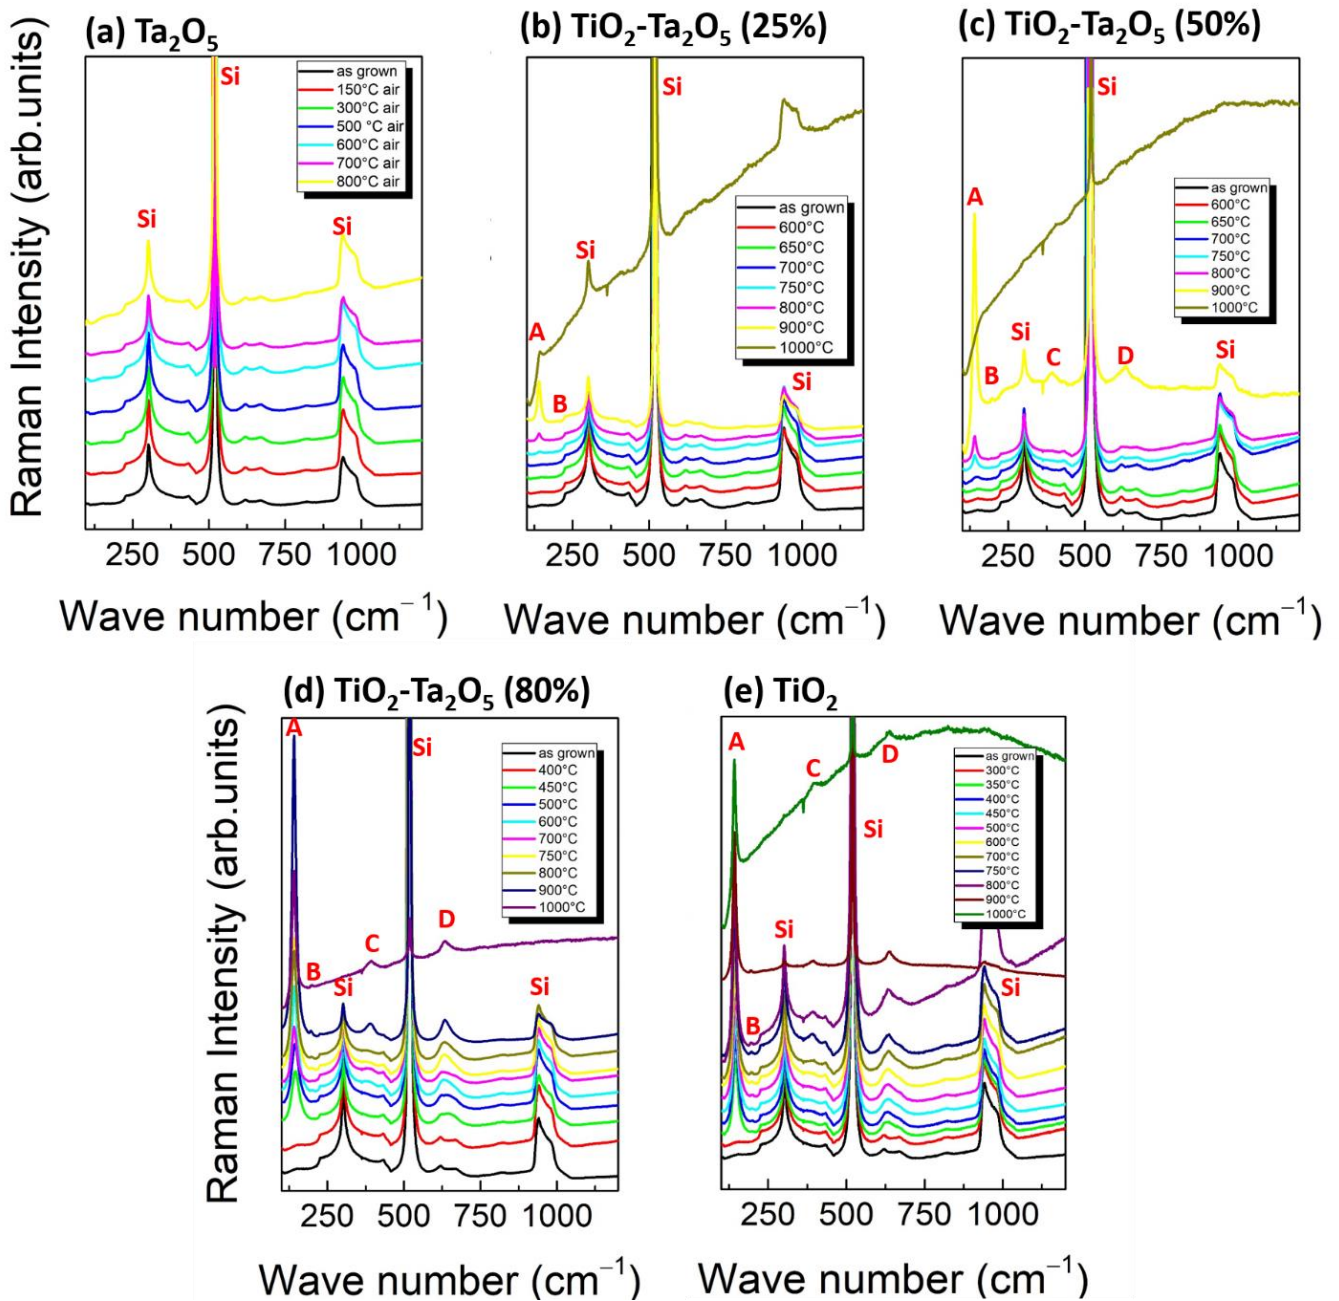 (a) Ta₂O₅
Raman Intensity (arb.units)
Si
Si
Si
as grown
150°C air
300°C air
500 °C air
600°C air
700°C air
800°C air
250 500 750 1000
Wave number (cm⁻¹)
(b) TiO₂-Ta₂O₅ (25%)
Si
Si
A
B
Si
as grown
600°C
650°C
700°C
750°C
800°C
900°C
1000°C
250 500 750 1000
Wave number (cm⁻¹)
(c) TiO₂-Ta₂O₅ (50%)
Si
A
B
Si
C
D
Si
as grown
600°C
650°C
700°C
750°C
800°C
900°C
1000°C
250 500 750 1000
Wave number (cm⁻¹)
(d) TiO₂-Ta₂O₅ (80%)
Raman Intensity (arb.units)
A
Si
B
C
D
Si
Si
as grown
400°C
450°C
500°C
600°C
700°C
750°C
800°C
900°C
1000°C
250 500 750 1000
Wave number (cm⁻¹)
(e) TiO₂
A
C
D
Si
Si
B
Si
as grown
300°C
350°C
400°C
450°C
500°C
600°C
700°C
750°C
800°C
900°C
1000°C
250 500 750 1000
Wave number (cm⁻¹)